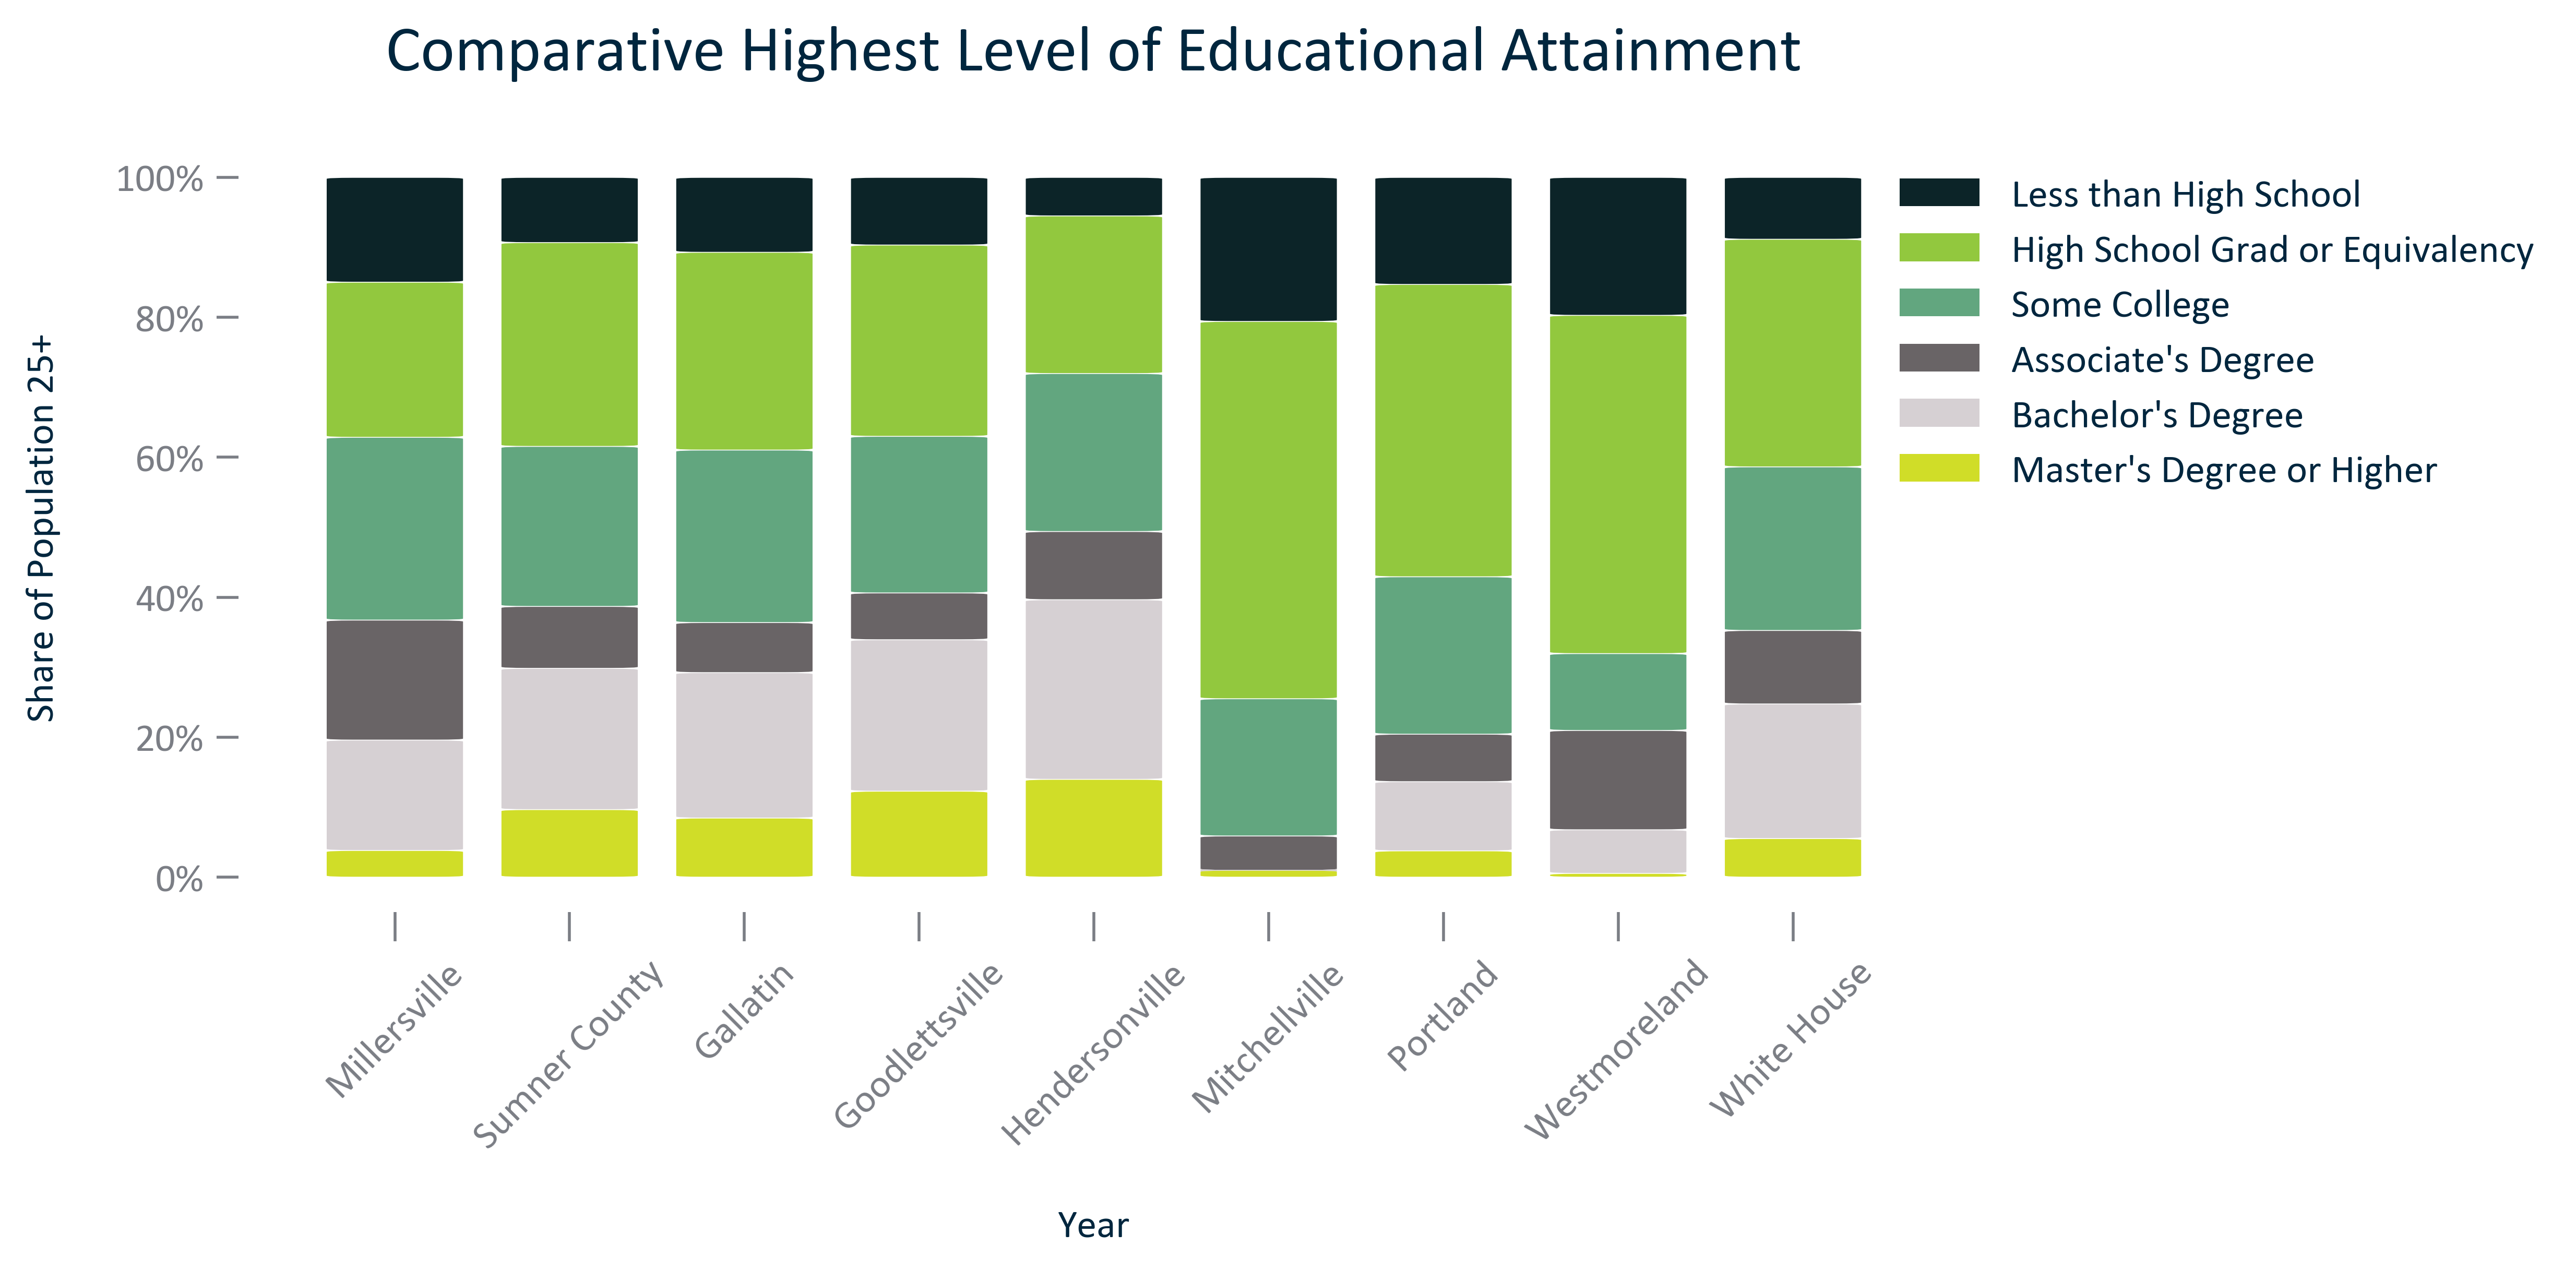 Comparative Highest Level of Educational Attainment
100%
80%
60%
40%
20%
0%
Share of Population 25+
Less than High School
High School Grad or Equivalency
Some College
Associate's Degree
Bachelor's Degree
Master's Degree or Higher
Millersville
Sumner County
Gallatin
Goodlettsville
Hendersonville
Mitchellville
Portland
Westmoreland
White House
Year